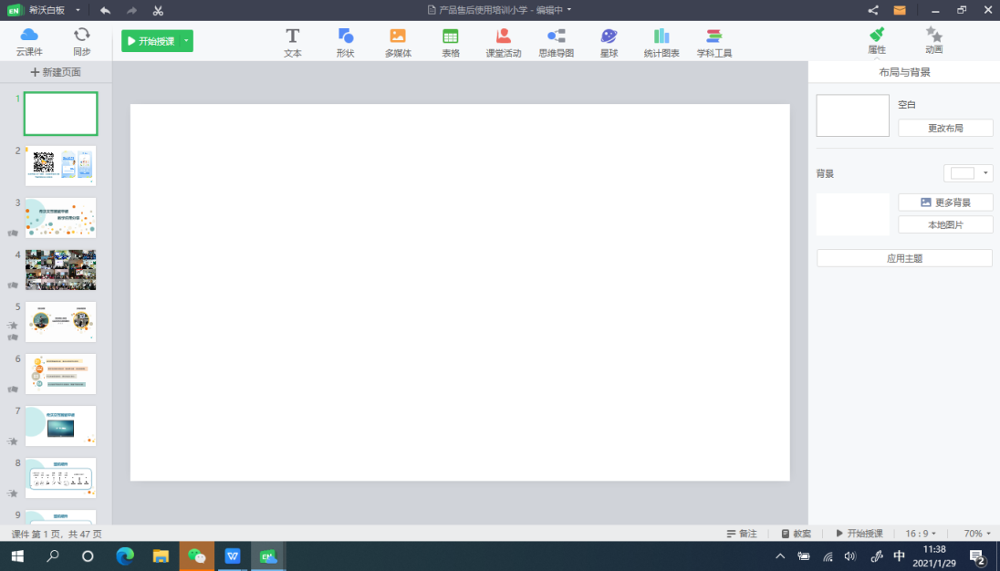 EN 希沃白板
产品售后使用培训小学 - 编辑中
云课件
同步
开始授课
文本
形状
多媒体
表格
课堂活动
思维导图
星球
统计图表
学科工具
属性
动画
新建页面
布局与背景
1
空白
更改布局
2
背景
更多背景
3
本地图片
应用主题
4
5
6
7
8
9
课件 第 1 页，共 47 页
备注
教案
开始授课
16 : 9
70%
中
11:38
2021/1/29
2